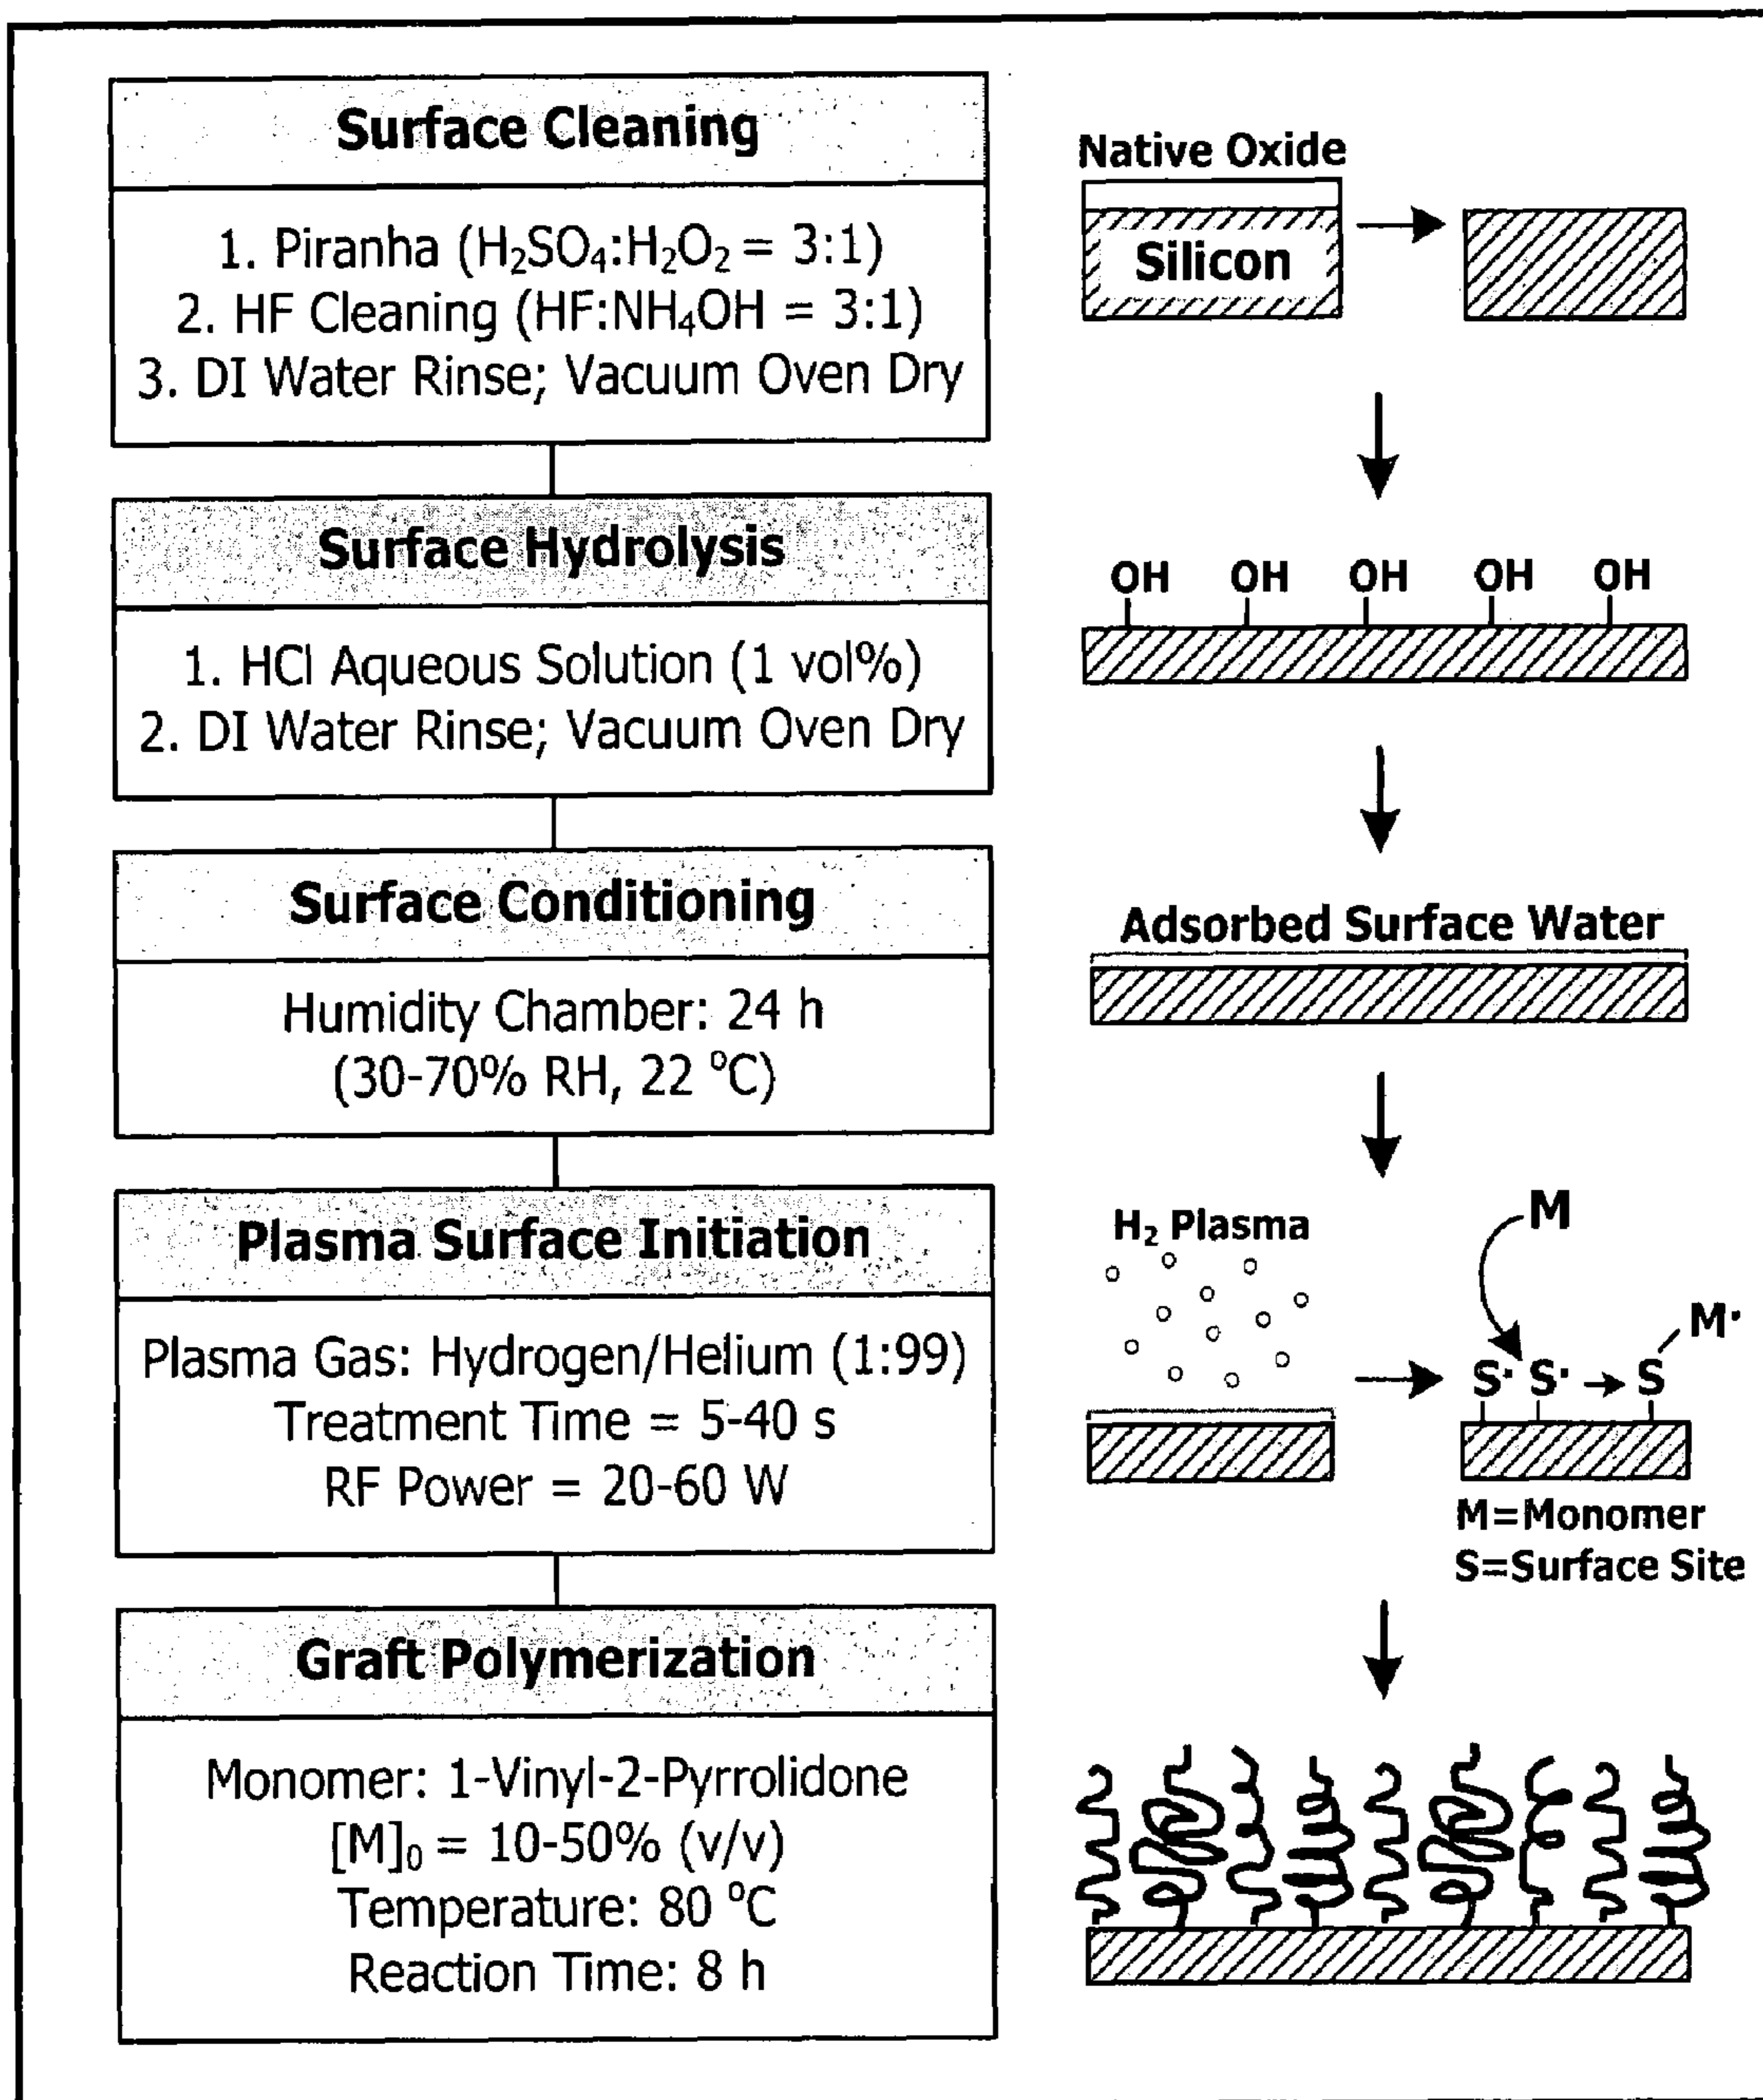 Surface Cleaning
1. Piranha (H₂SO₄:H₂O₂ = 3:1)
2. HF Cleaning (HF:NH₄OH = 3:1)
3. DI Water Rinse; Vacuum Oven Dry
Native Oxide
Silicon
Surface Hydrolysis
1. HCl Aqueous Solution (1 vol%)
2. DI Water Rinse; Vacuum Oven Dry
OH OH OH OH OH
Surface Conditioning
Humidity Chamber: 24 h
(30-70% RH, 22 °C)
Adsorbed Surface Water
Plasma Surface Initiation
Plasma Gas: Hydrogen/Helium (1:99)
Treatment Time = 5-40 s
RF Power = 20-60 W
H₂ Plasma
M
M·
S· S· S
M=Monomer
S=Surface Site
Graft Polymerization
Monomer: 1-Vinyl-2-Pyrrolidone
[M]₀ = 10-50% (v/v)
Temperature: 80 °C
Reaction Time: 8 h